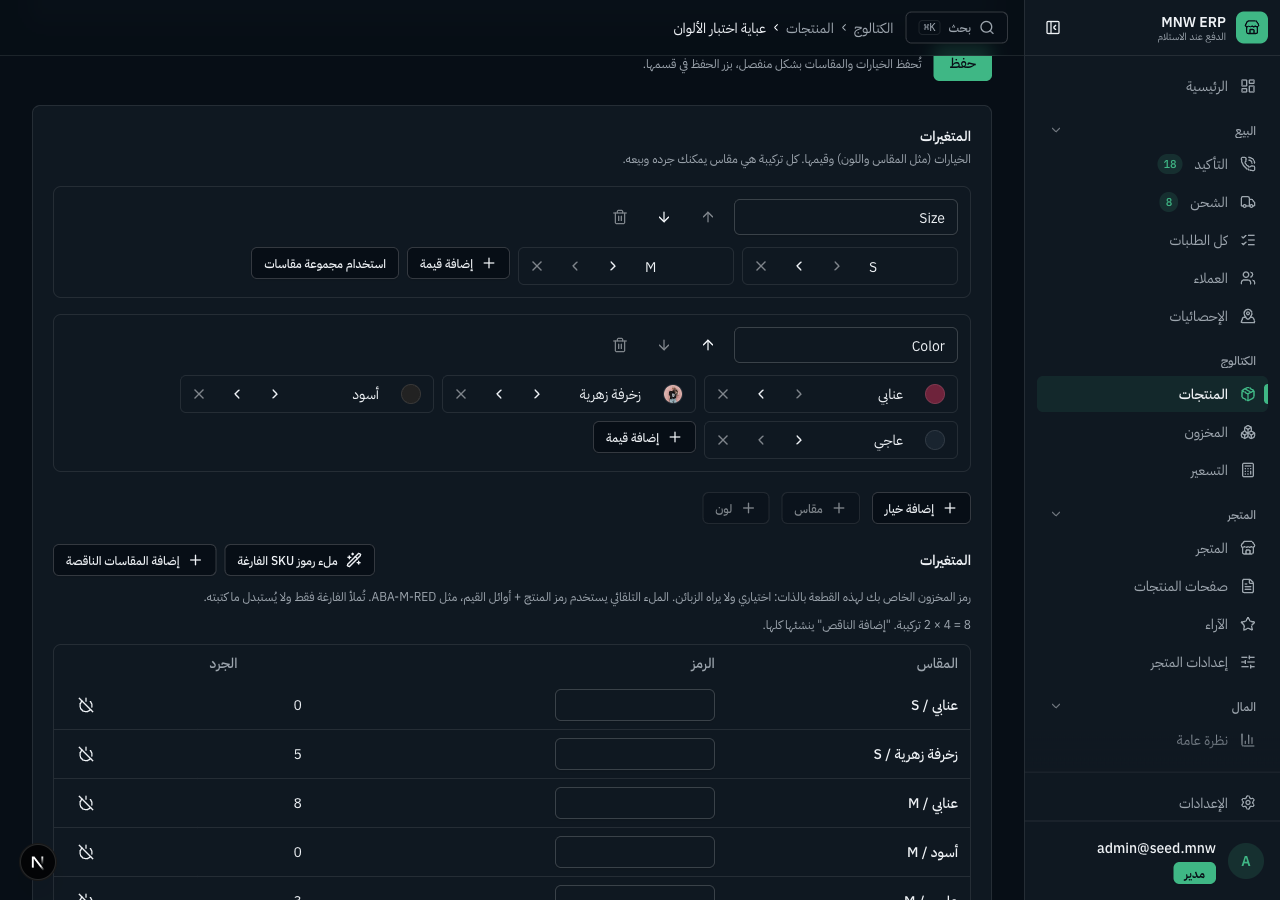 MNW ERP
الدفع عند الاستلام
الرئيسية
البيع
التأكيد 18
الشحن 8
كل الطلبات
العملاء
الإحصائيات
الكتالوج
المنتجات
المخزون
التسعير
المتجر
المتجر
صفحات المنتجات
الآراء
إعدادات المتجر
المال
نظرة عامة
الإعدادات
admin@seed.mnw
A
مدير
بحث ⌘K
الكتالوج › المنتجات › عباية اختبار الألوان
حفظ
تُحفظ الخيارات والمقاسات بشكل منفصل، بزر الحفظ في قسمها.
المتغيرات
الخيارات (مثل المقاس واللون) وقيمها. كل تركيبة هي مقاس يمكنك جرده وبيعه.
Size
S
M
إضافة قيمة
استخدام مجموعة مقاسات
Color
عنابي
زخرفة زهرية
أسود
عاجي
إضافة قيمة
إضافة خيار
مقاس
لون
المتغيرات
ملء رموز SKU الفارغة
إضافة المقاسات الناقصة
رمز المخزون الخاص بك لهذه القطعة بالذات: اختياري ولا يراه الزبائن. الملء التلقائي يستخدم رمز المنتج + أوائل القيم، مثل ABA-M-RED. تُملأ الفارغة فقط ولا يُستبدل ما كتبته.
2 × 4 = 8 تركيبة. "إضافة الناقص" ينشئها كلها.
المقاس الرمز الجرد
عنابي / S 0
زخرفة زهرية / S 5
عنابي / M 8
أسود / M 0
N